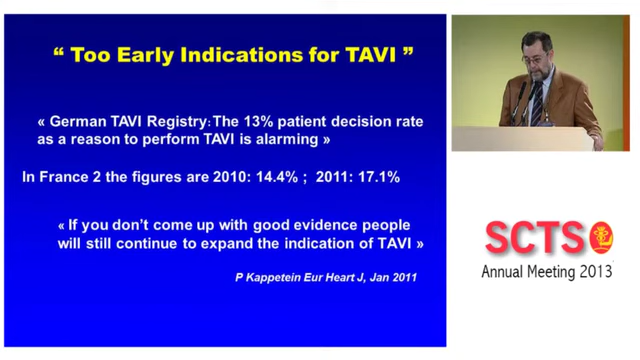 “ Too Early Indications for TAVI ”
« German TAVI Registry: The 13% patient decision rate
as a reason to perform TAVI is alarming »
In France 2 the figures are 2010: 14.4% ; 2011: 17.1%
« If you don't come up with good evidence people
will still continue to expand the indication of TAVI »
P Kappetein Eur Heart J, Jan 2011
SCTS
Annual Meeting 2013